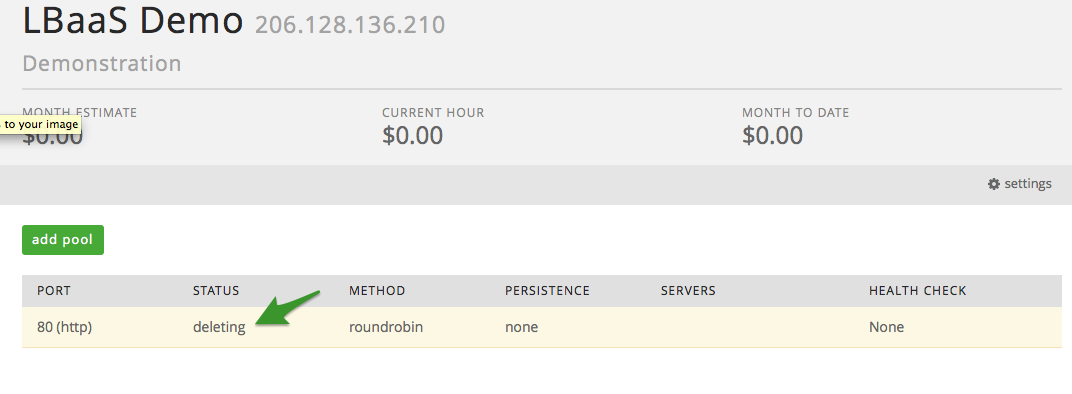 LBaaS Demo 206.128.136.210
Demonstration
MONTH ESTIMATE CURRENT HOUR MONTH TO DATE
to your image
$0.00 $0.00 $0.00
settings
add pool
PORT STATUS METHOD PERSISTENCE SERVERS HEALTH CHECK
80 (http) deleting roundrobin none None